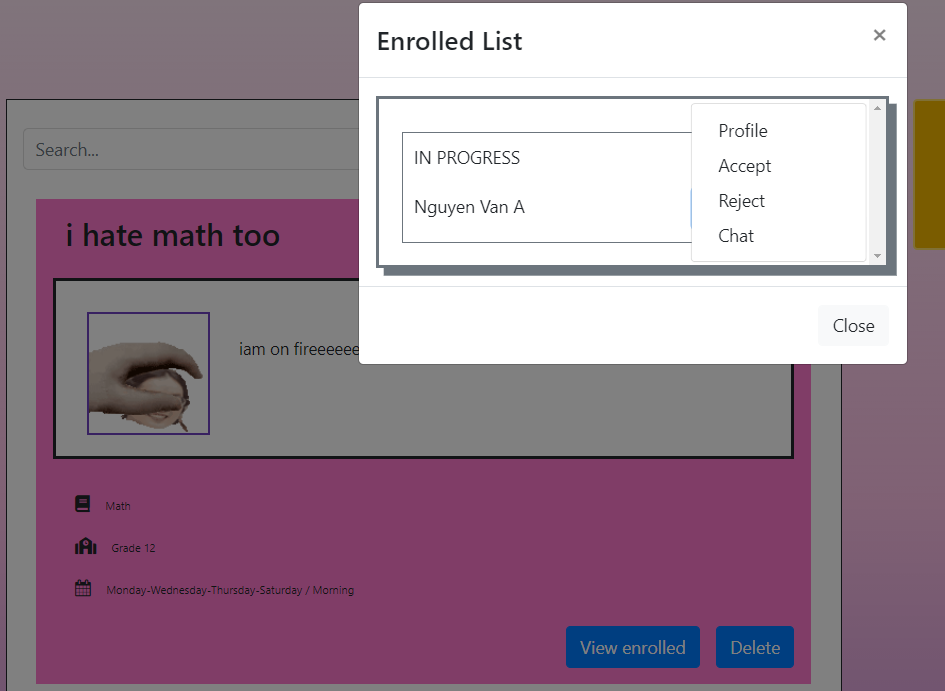 Enrolled List
×
IN PROGRESS
Nguyen Van A
Profile
Accept
Reject
Chat
Close
Search...
i hate math too
iam on fireeeeee
Math
Grade 12
Monday-Wednesday-Thursday-Saturday / Morning
View enrolled
Delete